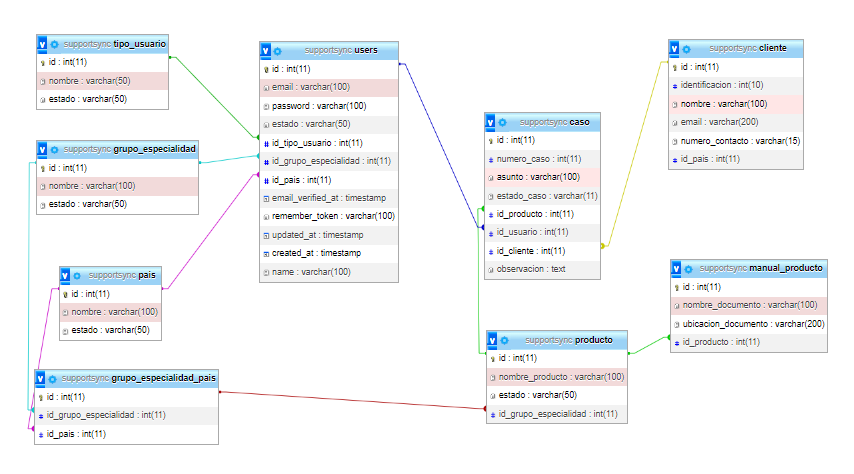 supportsync tipo_usuario
id : int(11)
nombre : varchar(50)
estado : varchar(50)
supportsync grupo_especialidad
id : int(11)
nombre : varchar(100)
estado : varchar(50)
supportsync pais
id : int(11)
nombre : varchar(100)
estado : varchar(50)
supportsync grupo_especialidad_pais
id : int(11)
id_grupo_especialidad : int(11)
id_pais : int(11)
supportsync users
id : int(11)
email : varchar(100)
password : varchar(100)
estado : varchar(50)
id_tipo_usuario : int(11)
id_grupo_especialidad : int(11)
id_pais : int(11)
email_verified_at : timestamp
remember_token : varchar(100)
updated_at : timestamp
created_at : timestamp
name : varchar(100)
supportsync caso
id : int(11)
numero_caso : int(11)
asunto : varchar(100)
estado_caso : varchar(11)
id_producto : int(11)
id_usuario : int(11)
id_cliente : int(11)
observacion : text
supportsync producto
id : int(11)
nombre_producto : varchar(100)
estado : varchar(50)
id_grupo_especialidad : int(11)
supportsync cliente
id : int(11)
identificacion : int(10)
nombre : varchar(100)
email : varchar(200)
numero_contacto : varchar(15)
id_pais : int(11)
supportsync manual_producto
id : int(11)
nombre_documento : varchar(100)
ubicacion_documento : varchar(200)
id_producto : int(11)